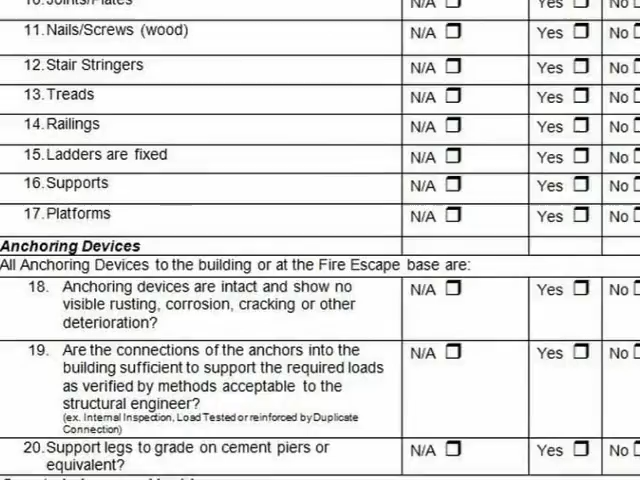 10.Joints/Plates N/A ☐ Yes ☐ No ☐
11.Nails/Screws (wood) N/A ☐ Yes ☐ No ☐
12.Stair Stringers N/A ☐ Yes ☐ No ☐
13.Treads N/A ☐ Yes ☐ No ☐
14.Railings N/A ☐ Yes ☐ No ☐
15.Ladders are fixed N/A ☐ Yes ☐ No ☐
16.Supports N/A ☐ Yes ☐ No ☐
17.Platforms N/A ☐ Yes ☐ No ☐
Anchoring Devices
All Anchoring Devices to the building or at the Fire Escape base are:
18. Anchoring devices are intact and show no N/A ☐ Yes ☐ No ☐
visible rusting, corrosion, cracking or other
deterioration?
19. Are the connections of the anchors into the N/A ☐ Yes ☐ No ☐
building sufficient to support the required loads
as verified by methods acceptable to the
structural engineer?
(ex. Internal Inspection, Load Tested or reinforced by Duplicate
Connection)
20.Support legs to grade on cement piers or N/A ☐ Yes ☐ No ☐
equivalent?